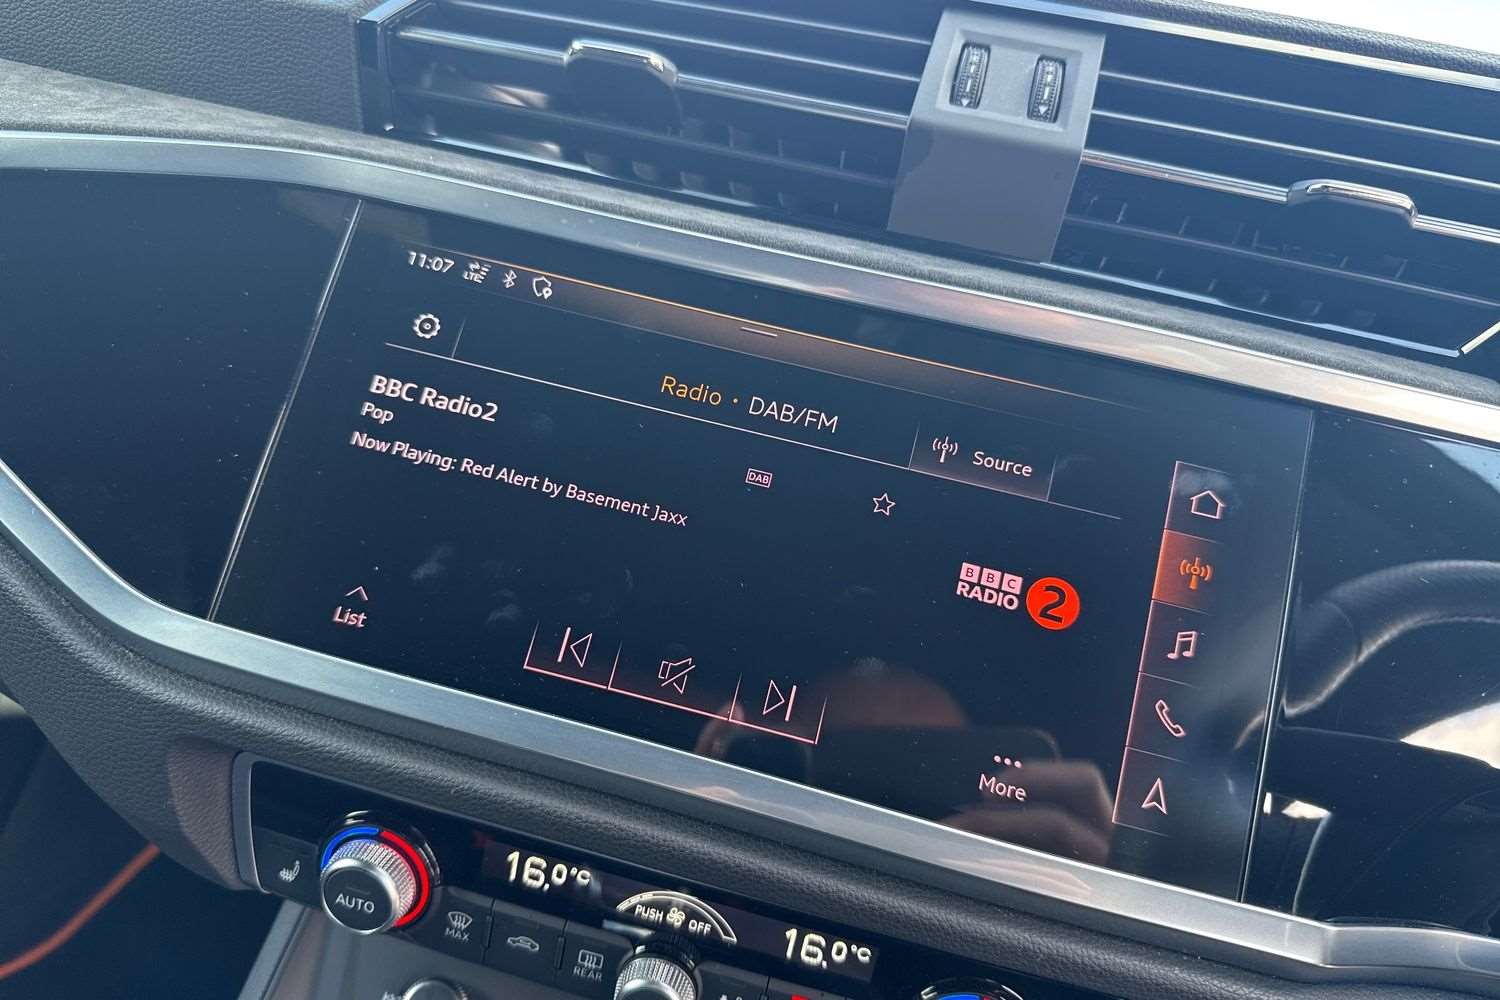 11:07 LTE
Radio · DAB/FM
Source
BBC Radio2
Pop
Now Playing: Red Alert by Basement Jaxx
DAB
BBC
RADIO 2
List
More
AUTO
16.0°C
PUSH OFF
16.0°C
MAX
REAR